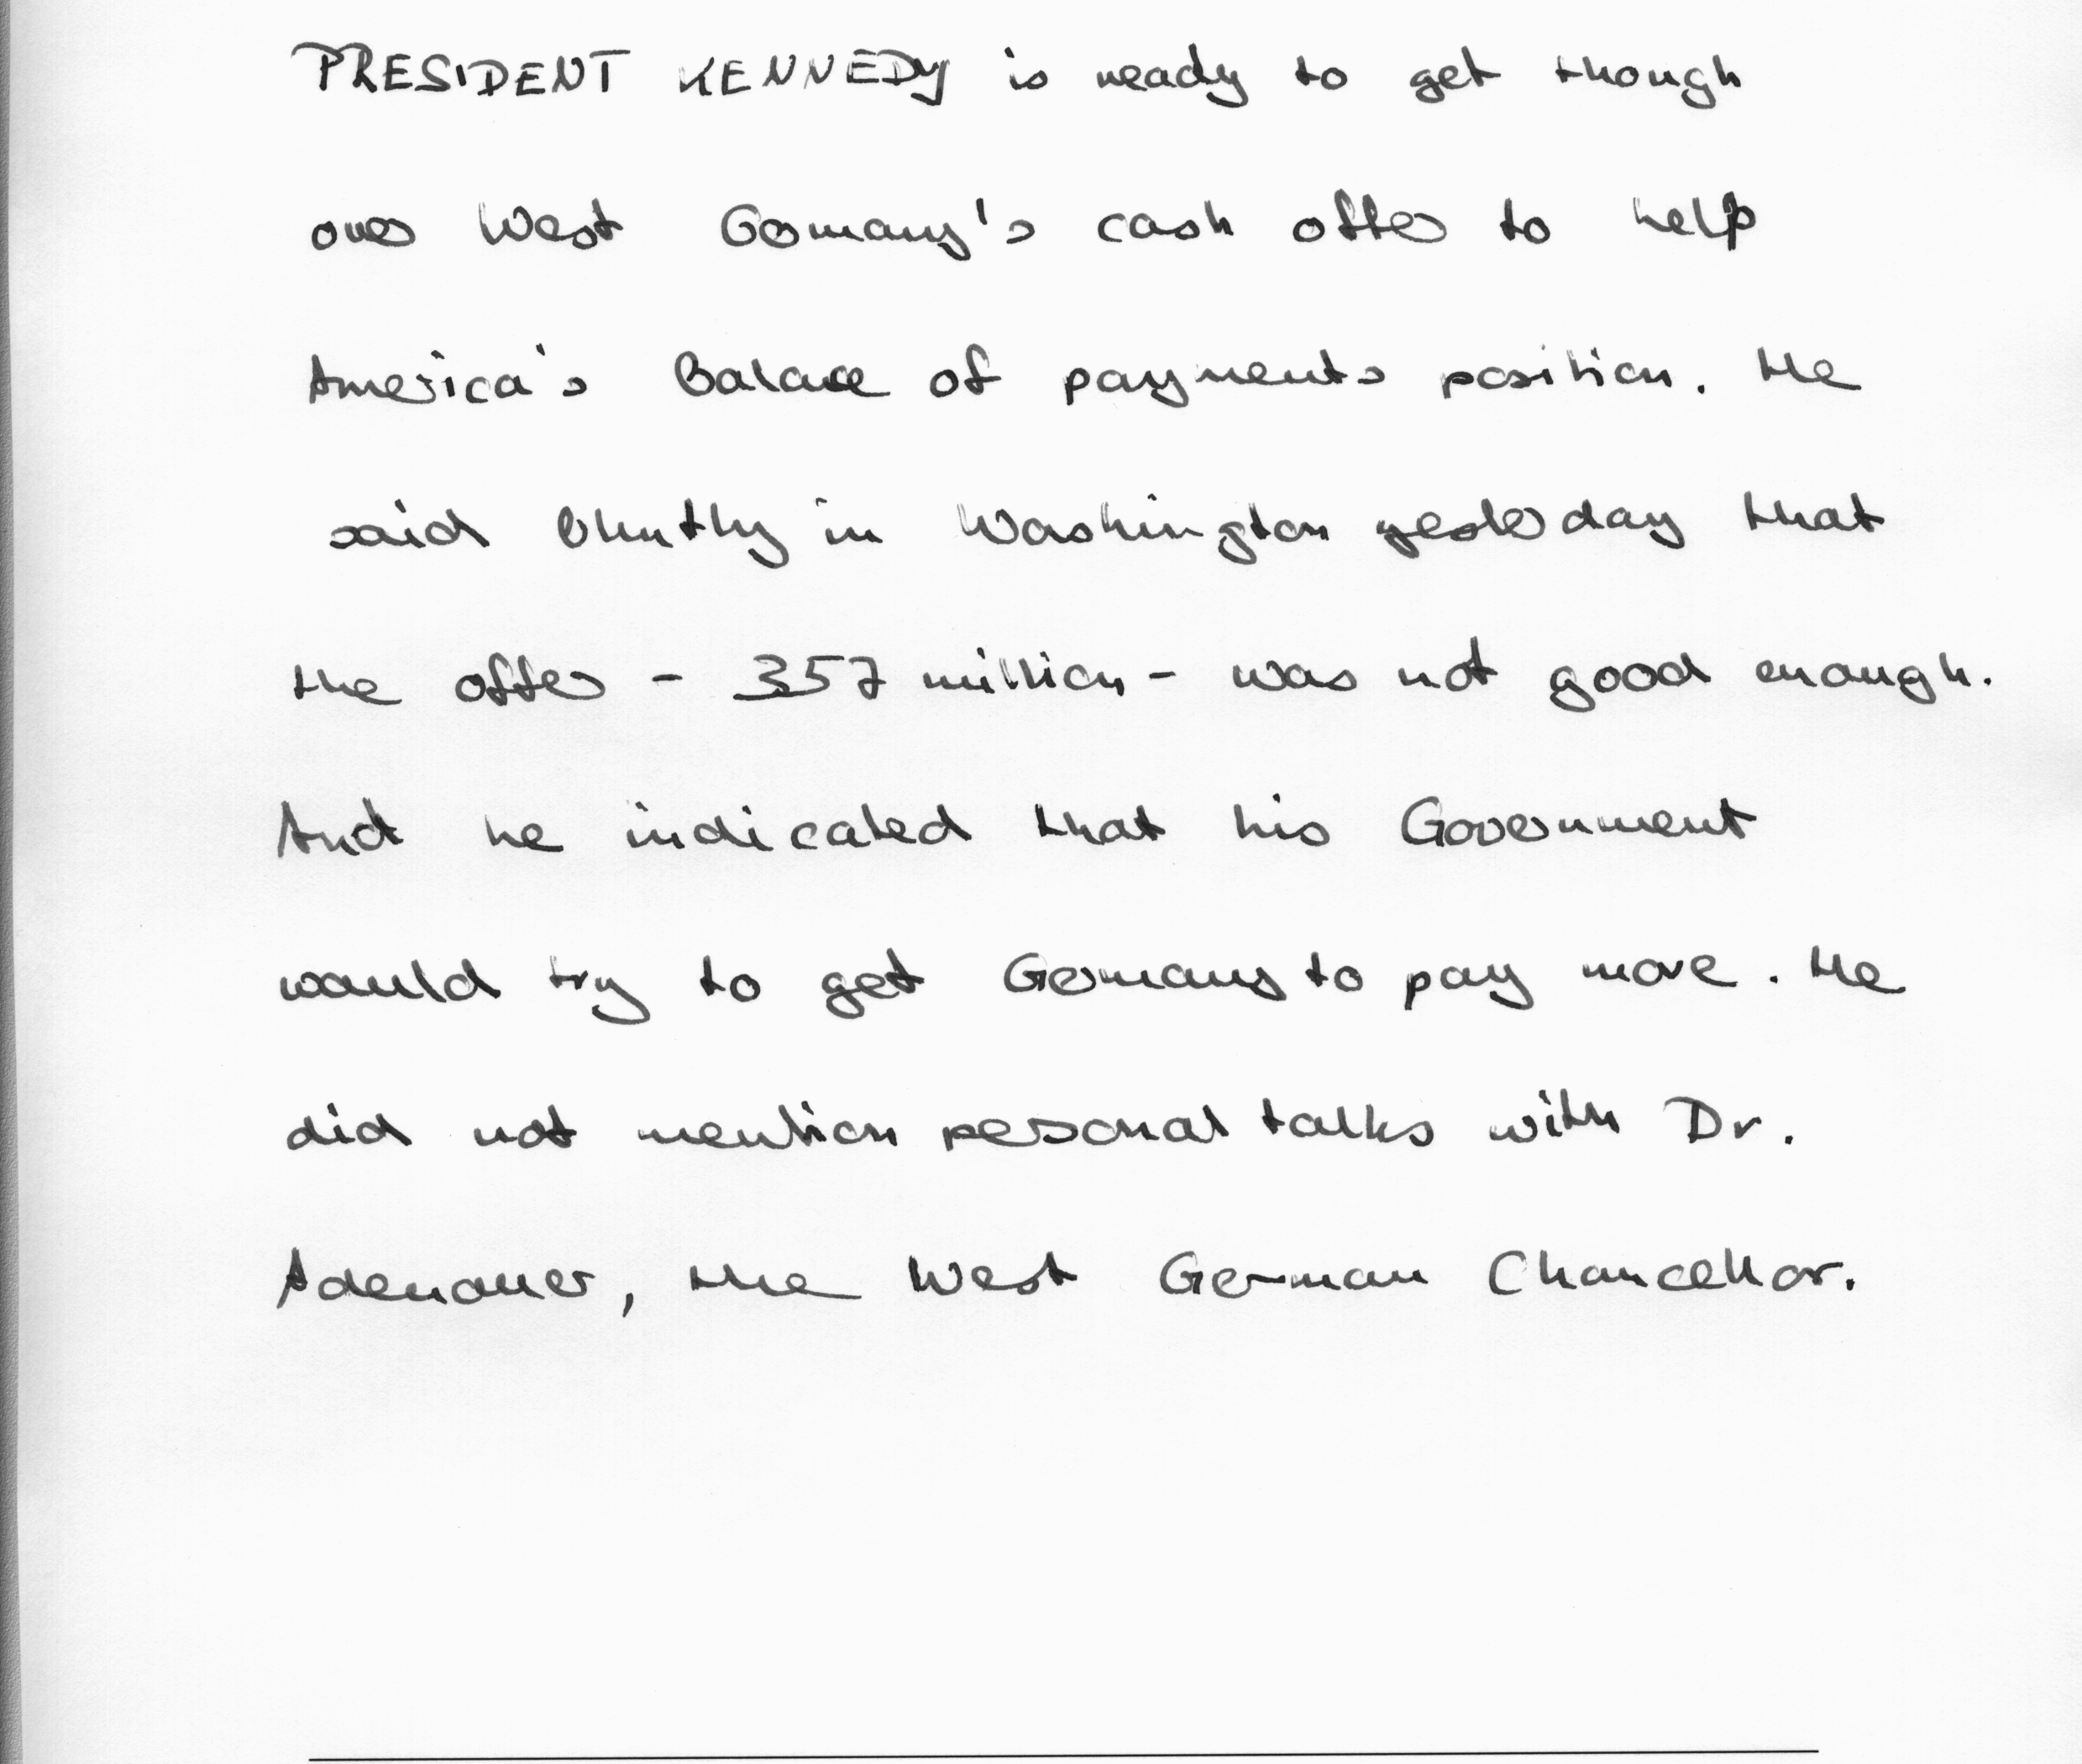 PRESIDENT KENNEDY is ready to get though
over West Germany's cash offer to help
America's balance of payments position. He
said bluntly in Washington yesterday that
the offer - 357 million - was not good enough.
And he indicated that his Government
would try to get Germany to pay more. He
did not mention personal talks with Dr.
Adenauer, the West German Chancellor.